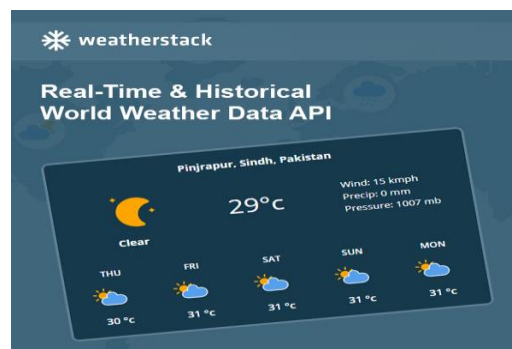 weatherstack
Real-Time & Historical
World Weather Data API
Pinjrapur, Sindh, Pakistan
Clear
29°c
Wind: 15 kmph
Precip: 0 mm
Pressure: 1007 mb
THU FRI SAT SUN MON
30 °c 31 °c 31 °c 31 °c 31 °c